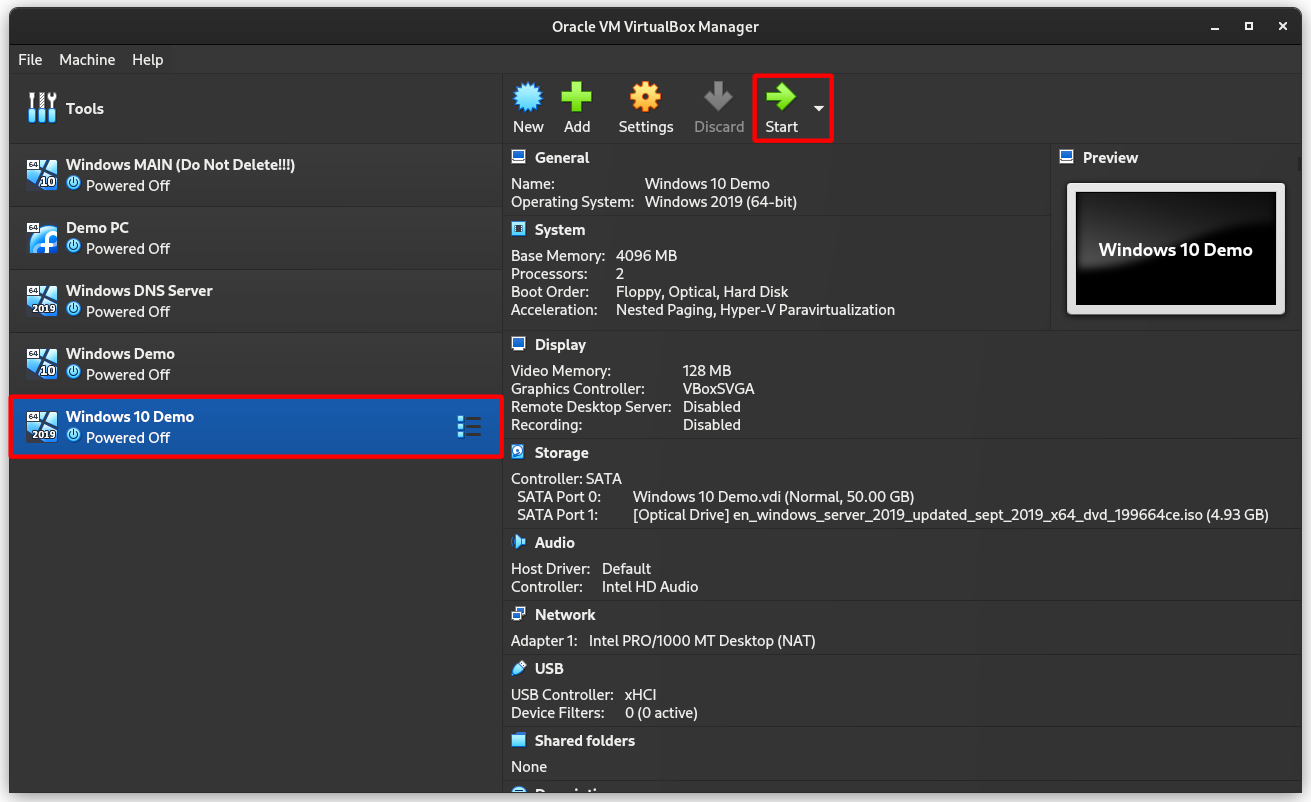 Oracle VM VirtualBox Manager
File Machine Help
Tools
New Add Settings Discard Start
64 10 Windows MAIN (Do Not Delete!!!)
Powered Off
64 Demo PC
Powered Off
64 2019 Windows DNS Server
Powered Off
64 10 Windows Demo
Powered Off
64 2019 Windows 10 Demo
Powered Off
General
Name: Windows 10 Demo
Operating System: Windows 2019 (64-bit)
System
Base Memory: 4096 MB
Processors: 2
Boot Order: Floppy, Optical, Hard Disk
Acceleration: Nested Paging, Hyper-V Paravirtualization
Preview
Windows 10 Demo
Display
Video Memory: 128 MB
Graphics Controller: VBoxSVGA
Remote Desktop Server: Disabled
Recording: Disabled
Storage
Controller: SATA
SATA Port 0: Windows 10 Demo.vdi (Normal, 50.00 GB)
SATA Port 1: [Optical Drive] en_windows_server_2019_updated_sept_2019_x64_dvd_199664ce.iso (4.93 GB)
Audio
Host Driver: Default
Controller: Intel HD Audio
Network
Adapter 1: Intel PRO/1000 MT Desktop (NAT)
USB
USB Controller: xHCI
Device Filters: 0 (0 active)
Shared folders
None